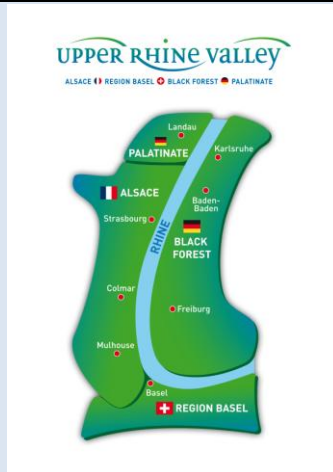 UPPER RHINE VALLEY
ALSACE REGION BASEL BLACK FOREST PALATINATE
Landau
PALATINATE
Karlsruhe
ALSACE
Baden-
Baden
Strasbourg
RHINE
BLACK
FOREST
Colmar
Freiburg
Mulhouse
Basel
REGION BASEL